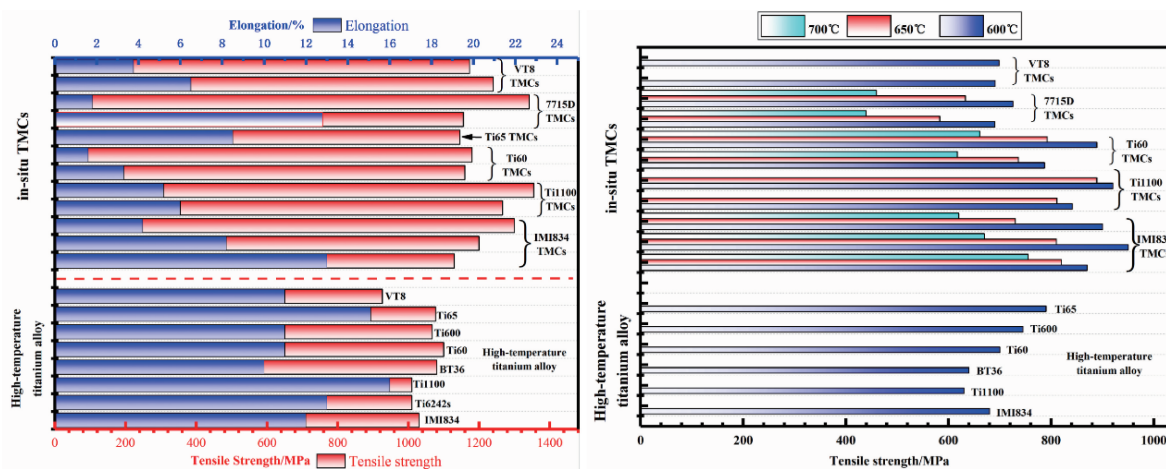 Elongation/%
Elongation
0 2 4 6 8 10 12 14 16 18 20 22 24
VT8
TMCs
7715D
TMCs
Ti65 TMCs
Ti60
TMCs
Ti1100
TMCs
IMI834
TMCs
in-situ TMCs
VT8
Ti65
Ti600
Ti60
High-temperature
titanium alloy
BT36
Ti1100
Ti6242s
IMI834
High-temperature
titanium alloy
0 200 400 600 800 1000 1200 1400
Tensile Strength/MPa
Tensile strength
700℃
650℃
600℃
VT8
TMCs
7715D
TMCs
Ti60
TMCs
Ti1100
TMCs
IMI834
TMCs
in-situ TMCs
Ti65
Ti600
Ti60
High-temperature
titanium alloy
BT36
Ti1100
IMI834
High-temperature
titanium alloy
0 200 400 600 800 1000
Tensile strength/MPa